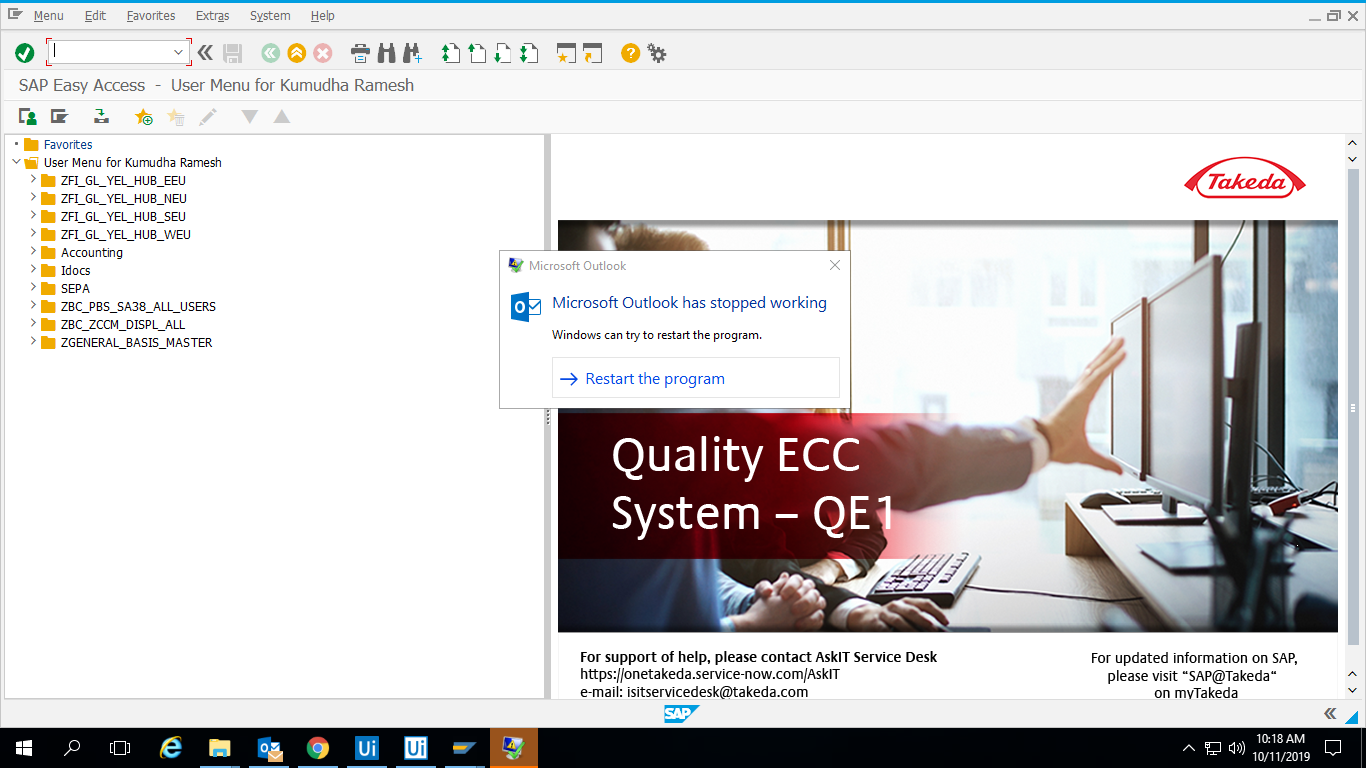 Menu Edit Favorites Extras System Help
SAP Easy Access - User Menu for Kumudha Ramesh
Favorites
User Menu for Kumudha Ramesh
ZFI_GL_YEL_HUB_EEU
ZFI_GL_YEL_HUB_NEU
ZFI_GL_YEL_HUB_SEU
ZFI_GL_YEL_HUB_WEU
Accounting
Idocs
SEPA
ZBC_PBS_SA38_ALL_USERS
ZBC_ZCCM_DISPL_ALL
ZGENERAL_BASIS_MASTER
Takeda
Microsoft Outlook
Microsoft Outlook has stopped working
Windows can try to restart the program.
Restart the program
Quality ECC
System – QE1
For support of help, please contact AskIT Service Desk
https://onetakeda.service-now.com/AskIT
e-mail: isitservicedesk@takeda.com
For updated information on SAP,
please visit “SAP@Takeda“
on myTakeda
SAP
Ui
Ui
10:18 AM
10/11/2019